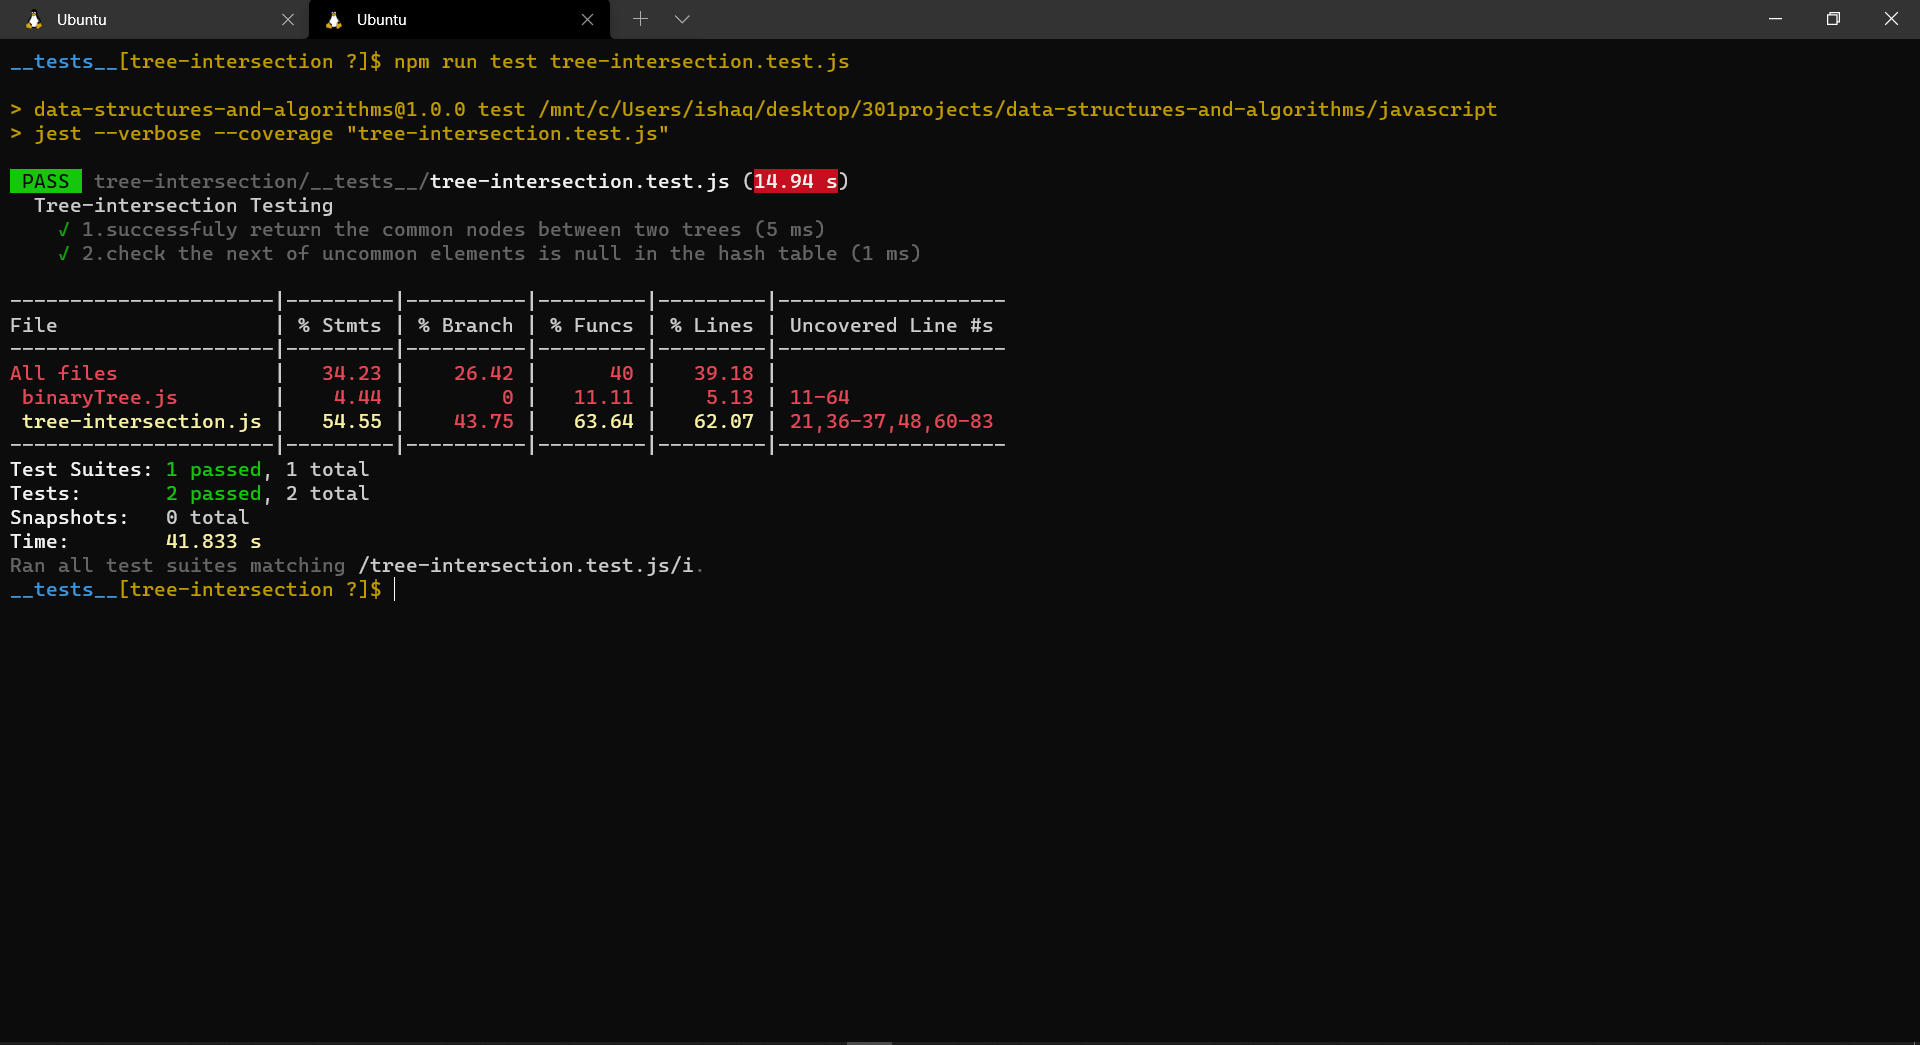 Ubuntu Ubuntu
__tests__[tree-intersection ?]$ npm run test tree-intersection.test.js
> data-structures-and-algorithms@1.0.0 test /mnt/c/Users/ishaq/desktop/301projects/data-structures-and-algorithms/javascript
> jest --verbose --coverage "tree-intersection.test.js"
PASS tree-intersection/__tests__/tree-intersection.test.js (14.94 s)
Tree-intersection Testing
√ 1.successfuly return the common nodes between two trees (5 ms)
√ 2.check the next of uncommon elements is null in the hash table (1 ms)
----------------------|---------|----------|---------|---------|-------------------
File                  | % Stmts | % Branch | % Funcs | % Lines | Uncovered Line #s
----------------------|---------|----------|---------|---------|-------------------
All files             |   34.23 |    26.42 |      40 |   39.18 |
 binaryTree.js        |    4.44 |        0 |   11.11 |    5.13 | 11-64
 tree-intersection.js |   54.55 |    43.75 |   63.64 |   62.07 | 21,36-37,48,60-83
----------------------|---------|----------|---------|---------|-------------------
Test Suites: 1 passed, 1 total
Tests:       2 passed, 2 total
Snapshots:   0 total
Time:        41.833 s
Ran all test suites matching /tree-intersection.test.js/i.
__tests__[tree-intersection ?]$